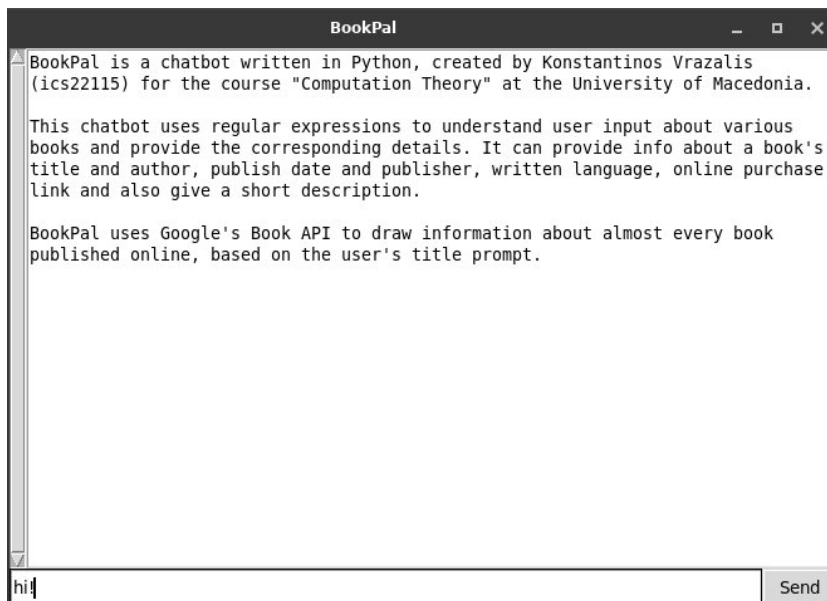 BookPal
BookPal is a chatbot written in Python, created by Konstantinos Vrazalis
(ics22115) for the course "Computation Theory" at the University of Macedonia.
This chatbot uses regular expressions to understand user input about various
books and provide the corresponding details. It can provide info about a book's
title and author, publish date and publisher, written language, online purchase
link and also give a short description.
BookPal uses Google's Book API to draw information about almost every book
published online, based on the user's title prompt.
hi!
Send